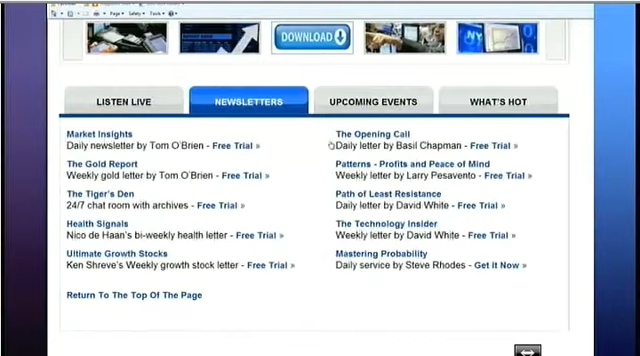 Page
Safety
Tools
DOWNLOAD
NY
LISTEN LIVE
NEWSLETTERS
UPCOMING EVENTS
WHAT'S HOT
Market Insights
Daily newsletter by Tom O'Brien - Free Trial »
The Gold Report
Weekly gold letter by Tom O'Brien - Free Trial »
The Tiger's Den
24/7 chat room with archives - Free Trial »
Health Signals
Nico de Haan's bi-weekly health letter - Free Trial »
Ultimate Growth Stocks
Ken Shreve's Weekly growth stock letter - Free Trial »
Return To The Top Of The Page
The Opening Call
Daily letter by Basil Chapman - Free Trial »
Patterns - Profits and Peace of Mind
Weekly letter by Larry Pesavento - Free Trial »
Path of Least Resistance
Daily letter by David White - Free Trial »
The Technology Insider
Weekly letter by David White - Free Trial »
Mastering Probability
Daily service by Steve Rhodes - Get It Now »